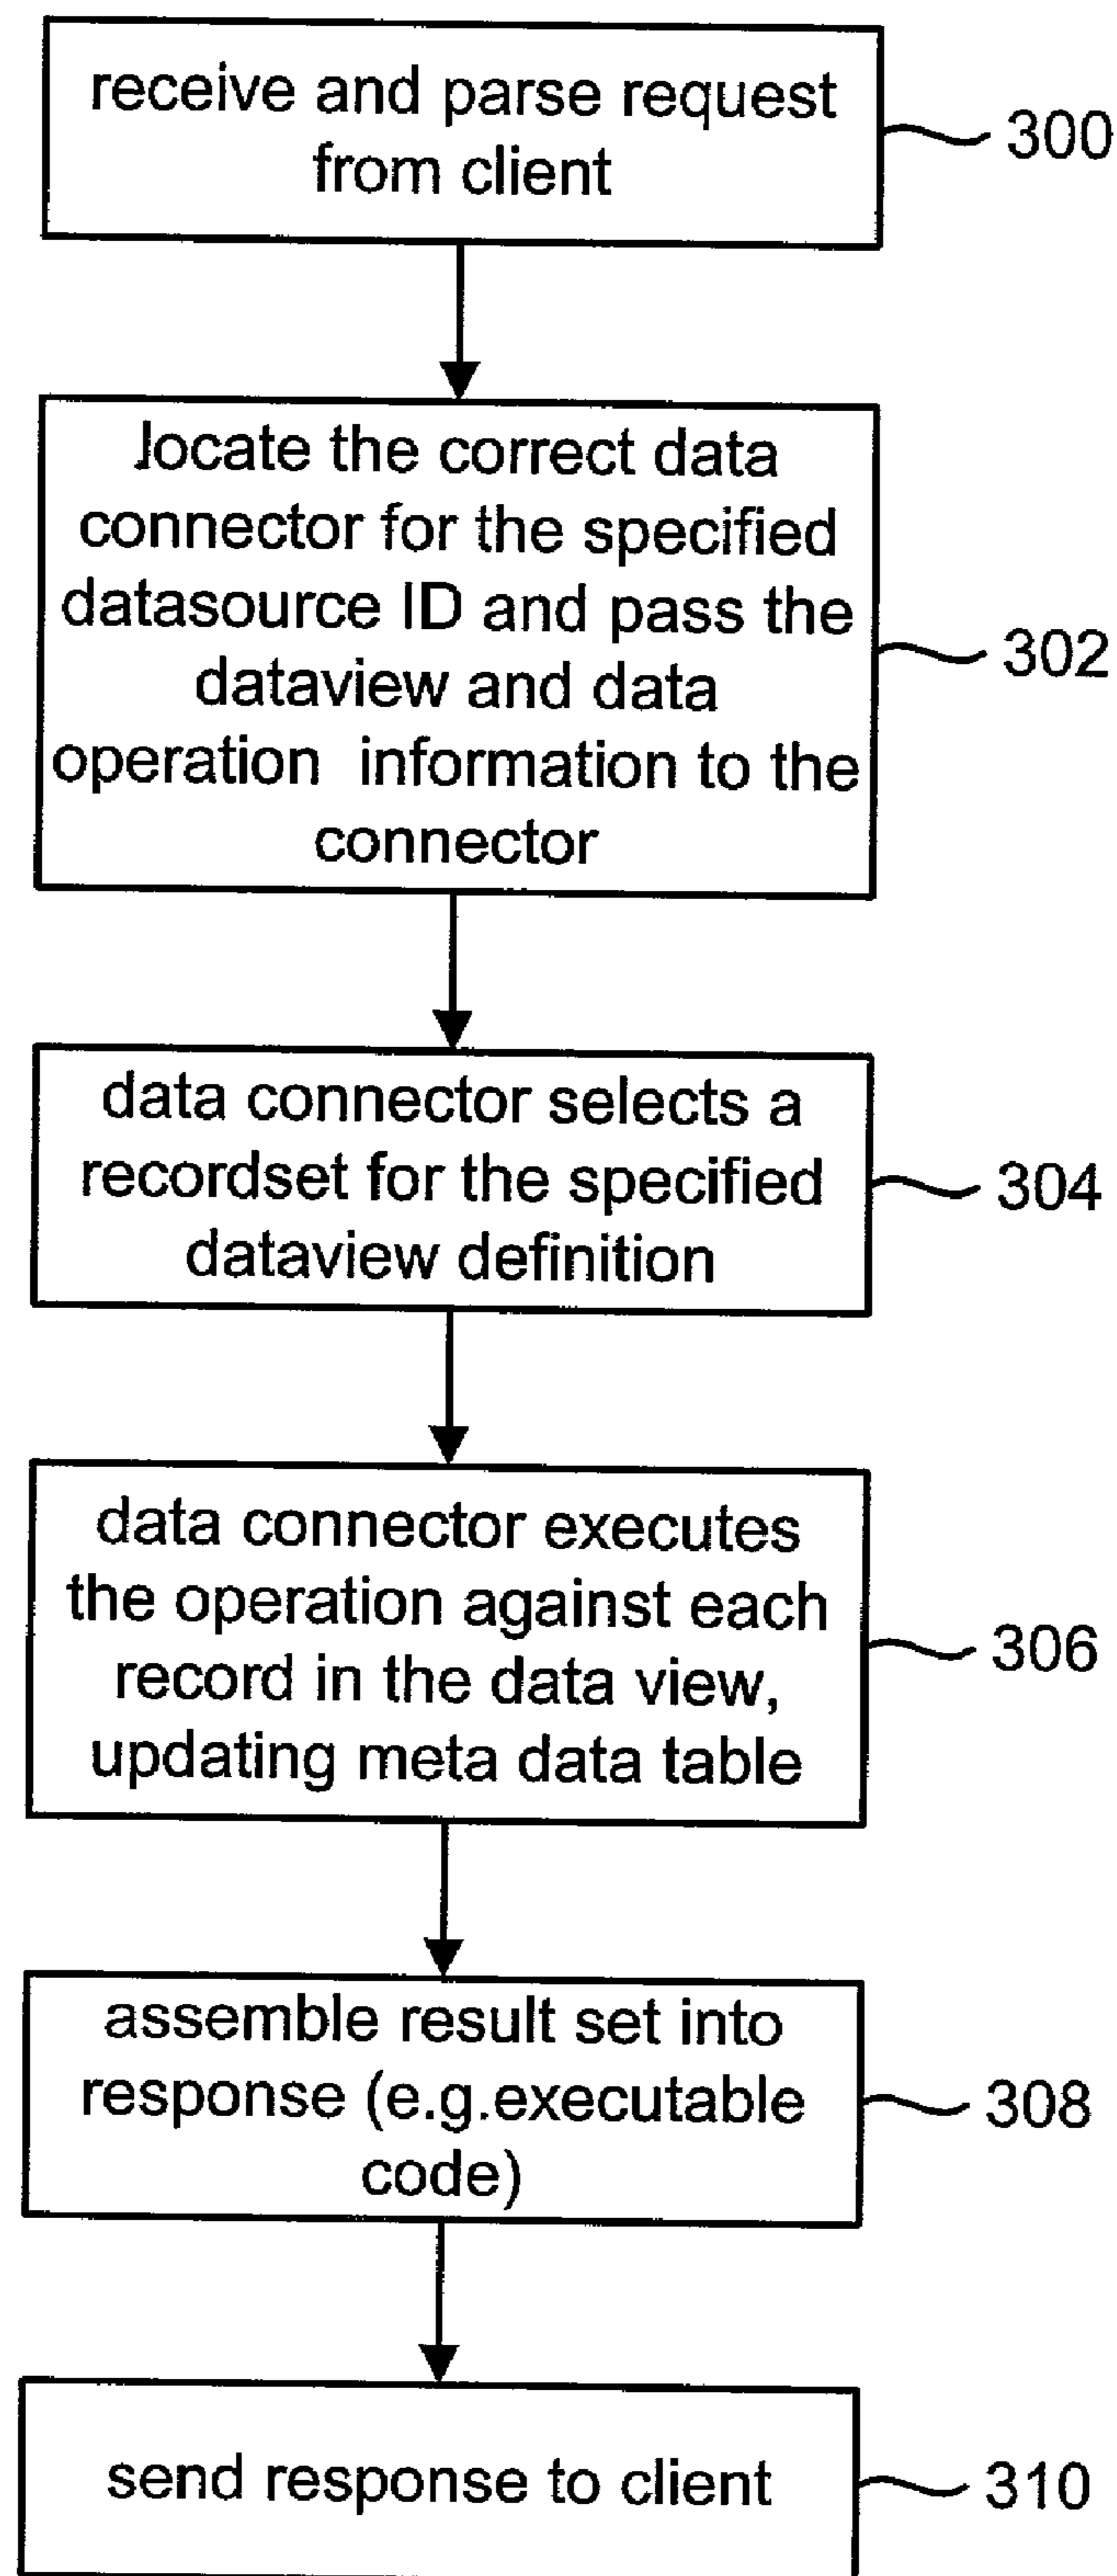 receive and parse request
from client
300
locate the correct data
connector for the specified
datasource ID and pass the
dataview and data
operation information to the
connector
302
data connector selects a
recordset for the specified
dataview definition
304
data connector executes
the operation against each
record in the data view,
updating meta data table
306
assemble result set into
response (e.g.executable
code)
308
send response to client
310